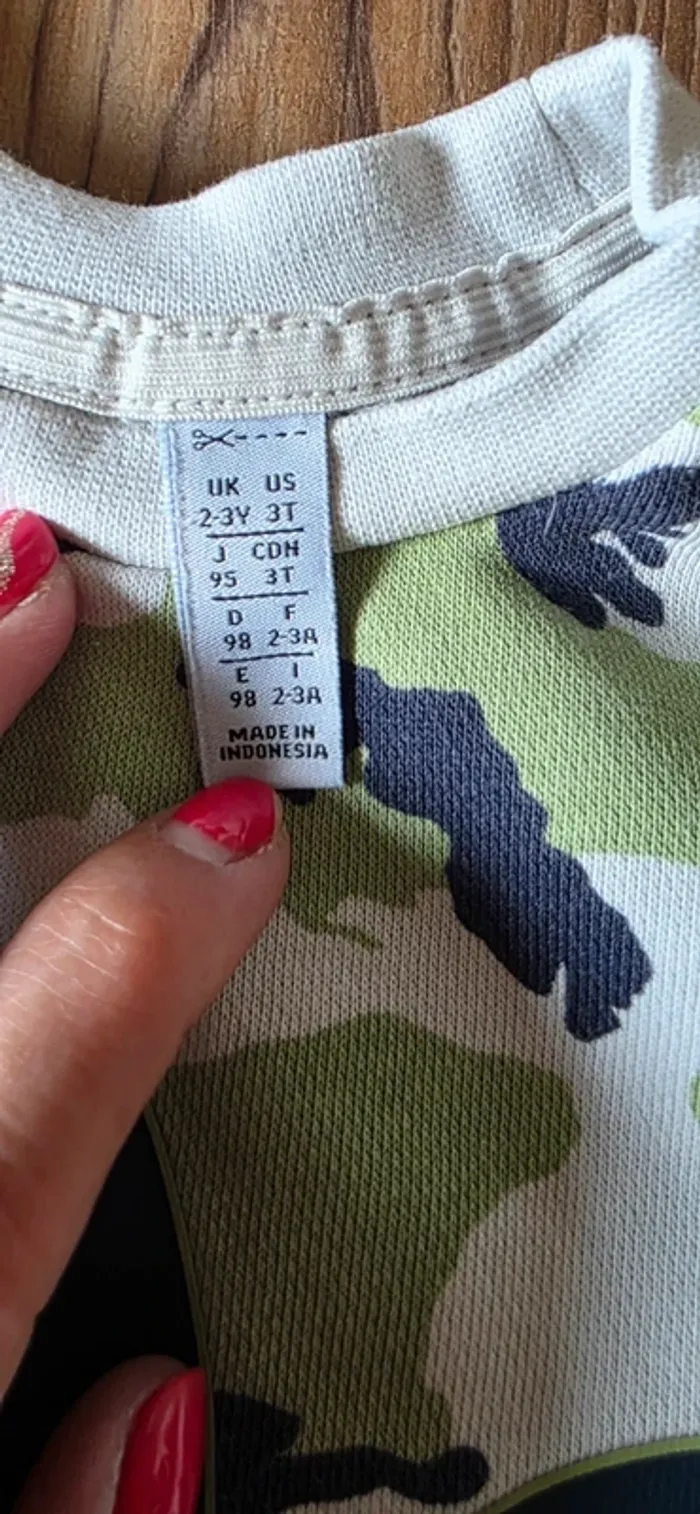 UK US
2-3Y 3T
J CDN
95 3T
D F
98 2-3A
E I
98 2-3A
MADE IN
INDONESIA